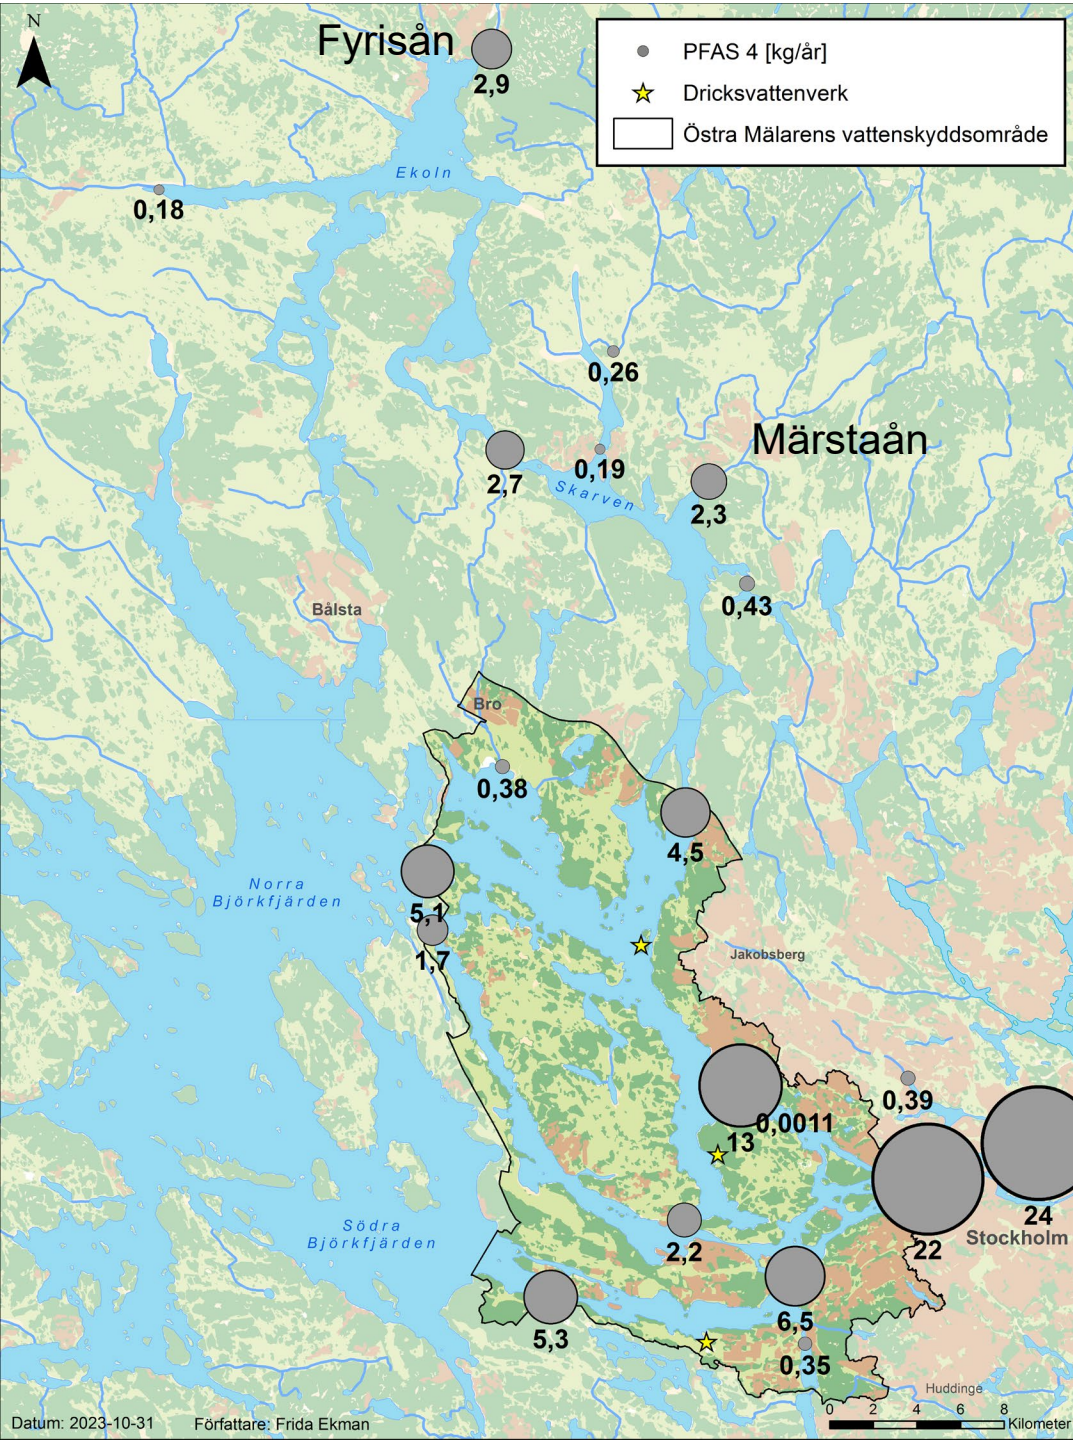 N
Fyrisån
2,9
PFAS 4 [kg/år]
Dricksvattenverk
Östra Mälarens vattenskyddsområde
Ekoln
0,18
0,26
Märstaån
0,19
2,7
Skarven
2,3
0,43
Bålsta
Bro
0,38
4,5
Norra
Björkfjärden
5,1
1,7
Jakobsberg
0,39
0,0011
13
Södra
Björkfjärden
24
Stockholm
22
2,2
6,5
5,3
0,35
Huddinge
Datum: 2023-10-31
Författare: Frida Ekman
0 2 4 6 8
Kilometer